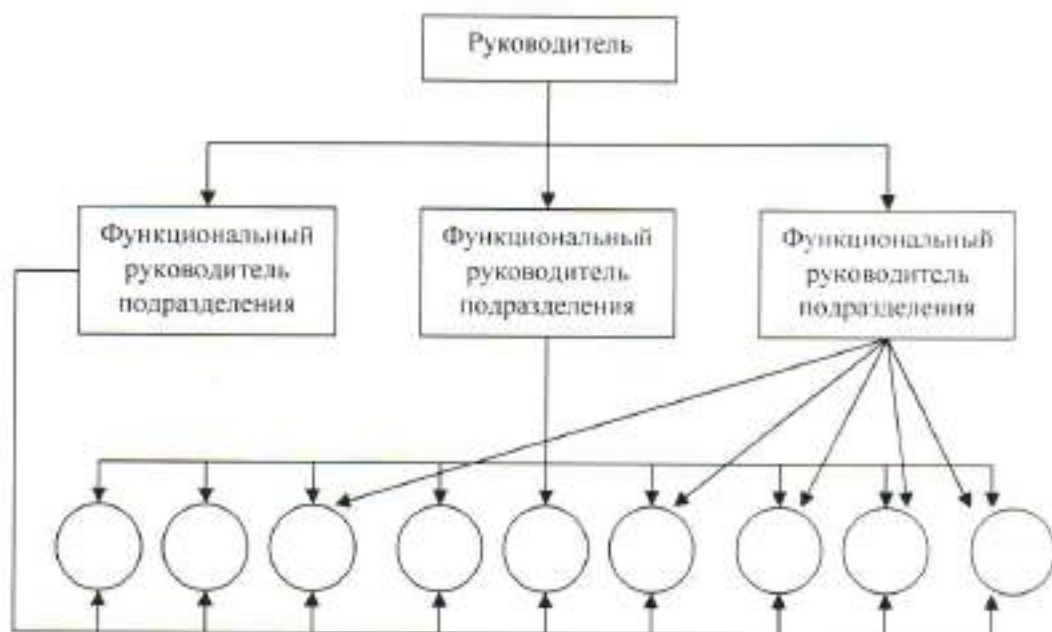 Руководитель
Функциональный
руководитель
подразделения
Функциональный
руководитель
подразделения
Функциональный
руководитель
подразделения